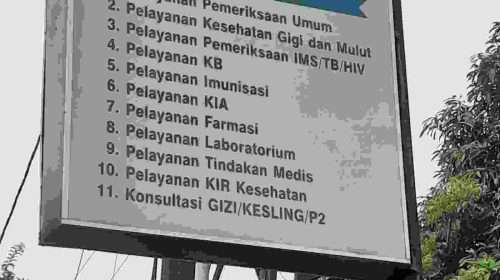 Pelayanan Pemeriksaan Umum
2. Pelayanan Kesehatan Gigi dan Mulut
3. Pelayanan Pemeriksaan IMS/TB/HIV
4. Pelayanan KB
5. Pelayanan Imunisasi
6. Pelayanan KIA
7. Pelayanan Farmasi
8. Pelayanan Laboratorium
9. Pelayanan Tindakan Medis
10. Pelayanan KIR Kesehatan
11. Konsultasi GIZI/KESLING/P2